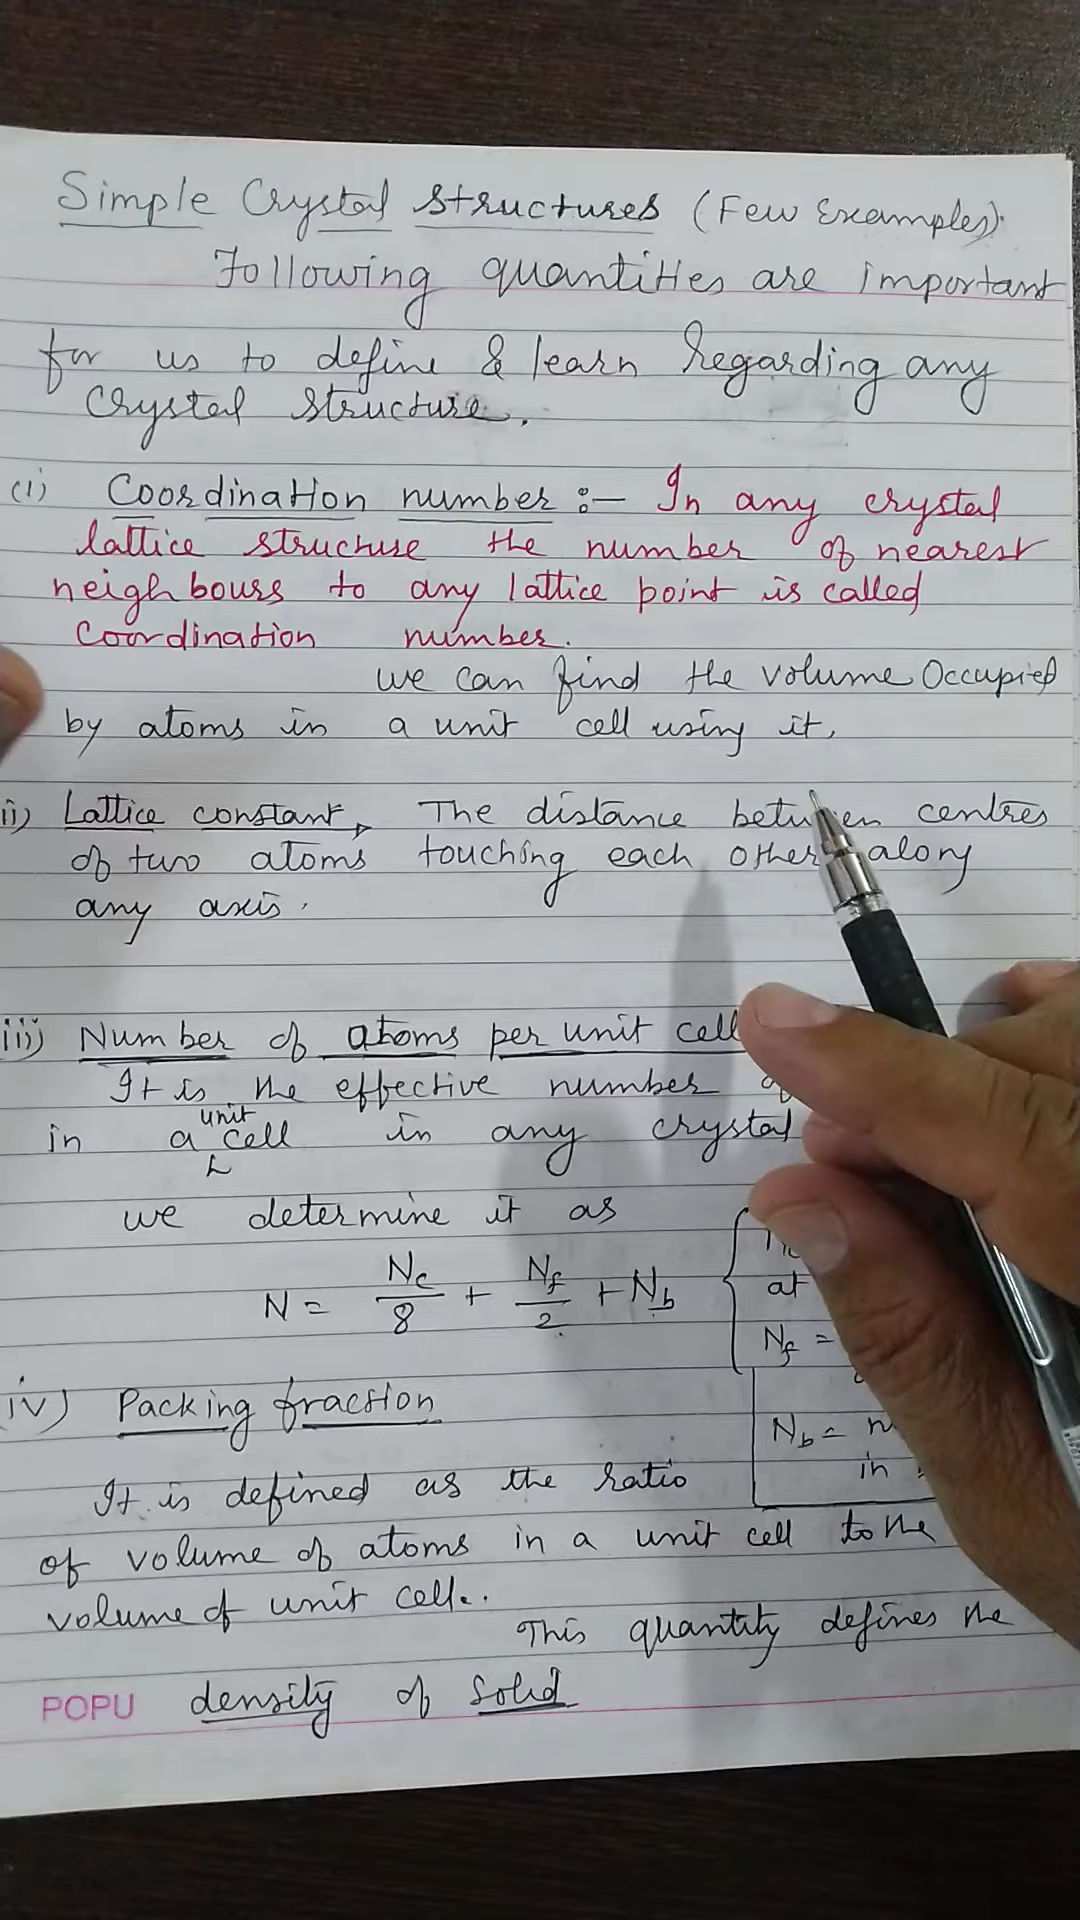 Simple Crystal structures (Few Examples).
Following quantities are important
for us to define & learn Regarding any
Crystal structure.
(i) Coordination number :- In any crystal
lattice structure the number of nearest
neighbours to any lattice point is called
Coordination number.
we can find the volume Occupied
by atoms in a unit cell using it.
ii) Lattice constant, The distance between centres
of two atoms touching each other along
any axis.
iii) Number of atoms per unit cell
It is the effective number
unit
in a cell in any crystal
we determine it as
N = Nc/8 + Nf/2 + Nb
at
Nf =
iv) Packing fraction
Nb =
in
It is defined as the ratio
of volume of atoms in a unit cell to the
volume of unit cell..
This quantity defines the
POPU density of solid